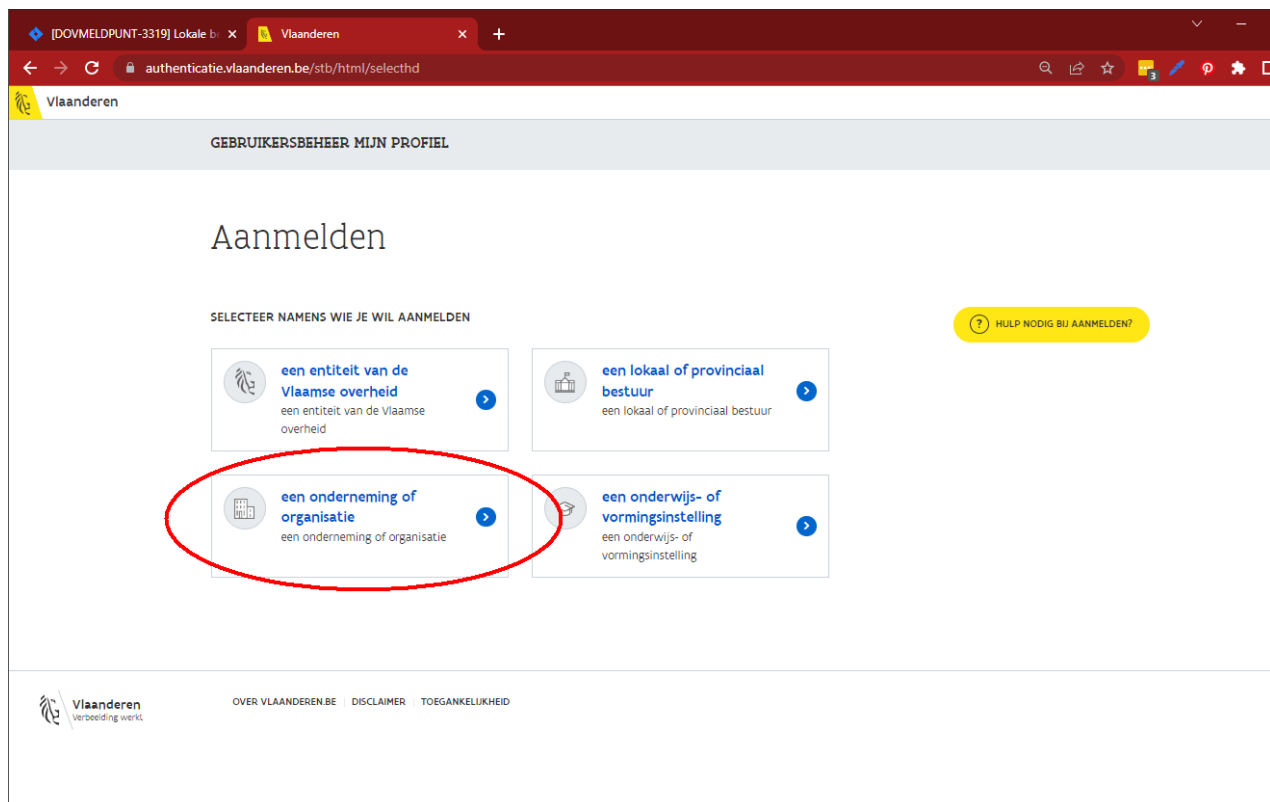 [DOVMELDPUNT-3319] Lokale b
Vlaanderen
authenticatie.vlaanderen.be/stb/html/selecthd
3
Vlaanderen
GEBRUIKERSBEHEER MIJN PROFIEL
Aanmelden
SELECTEER NAMENS WIE JE WIL AANMELDEN
? HULP NODIG BIJ AANMELDEN?
een entiteit van de
Vlaamse overheid
een entiteit van de Vlaamse
overheid
een lokaal of provinciaal
bestuur
een lokaal of provinciaal bestuur
een onderneming of
organisatie
een onderneming of organisatie
een onderwijs- of
vormingsinstelling
een onderwijs- of
vormingsinstelling
Vlaanderen
verbeelding werkt
OVER VLAANDEREN.BE DISCLAIMER TOEGANKELIJKHEID